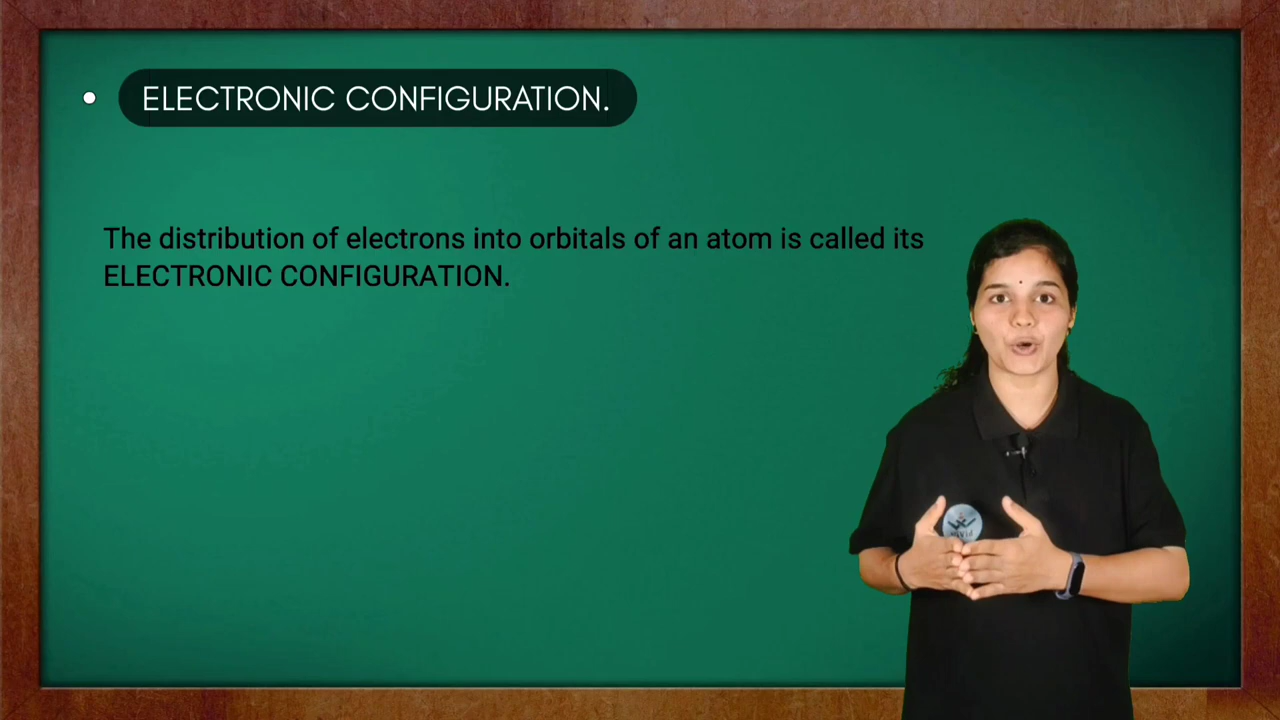 ELECTRONIC CONFIGURATION.
The distribution of electrons into orbitals of an atom is called its
ELECTRONIC CONFIGURATION.